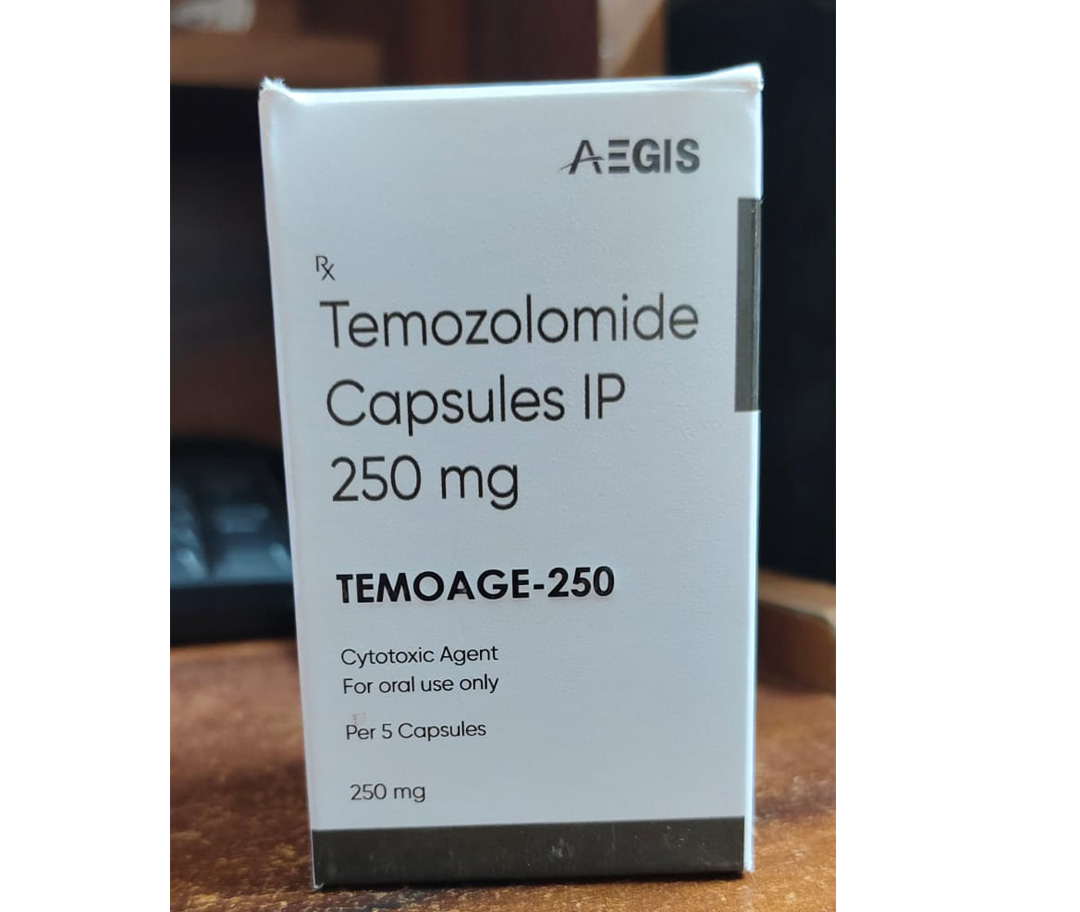 AEGIS
Rx
Temozolomide
Capsules IP
250 mg
TEMOAGE-250
Cytotoxic Agent
For oral use only
Per 5 Capsules
250 mg